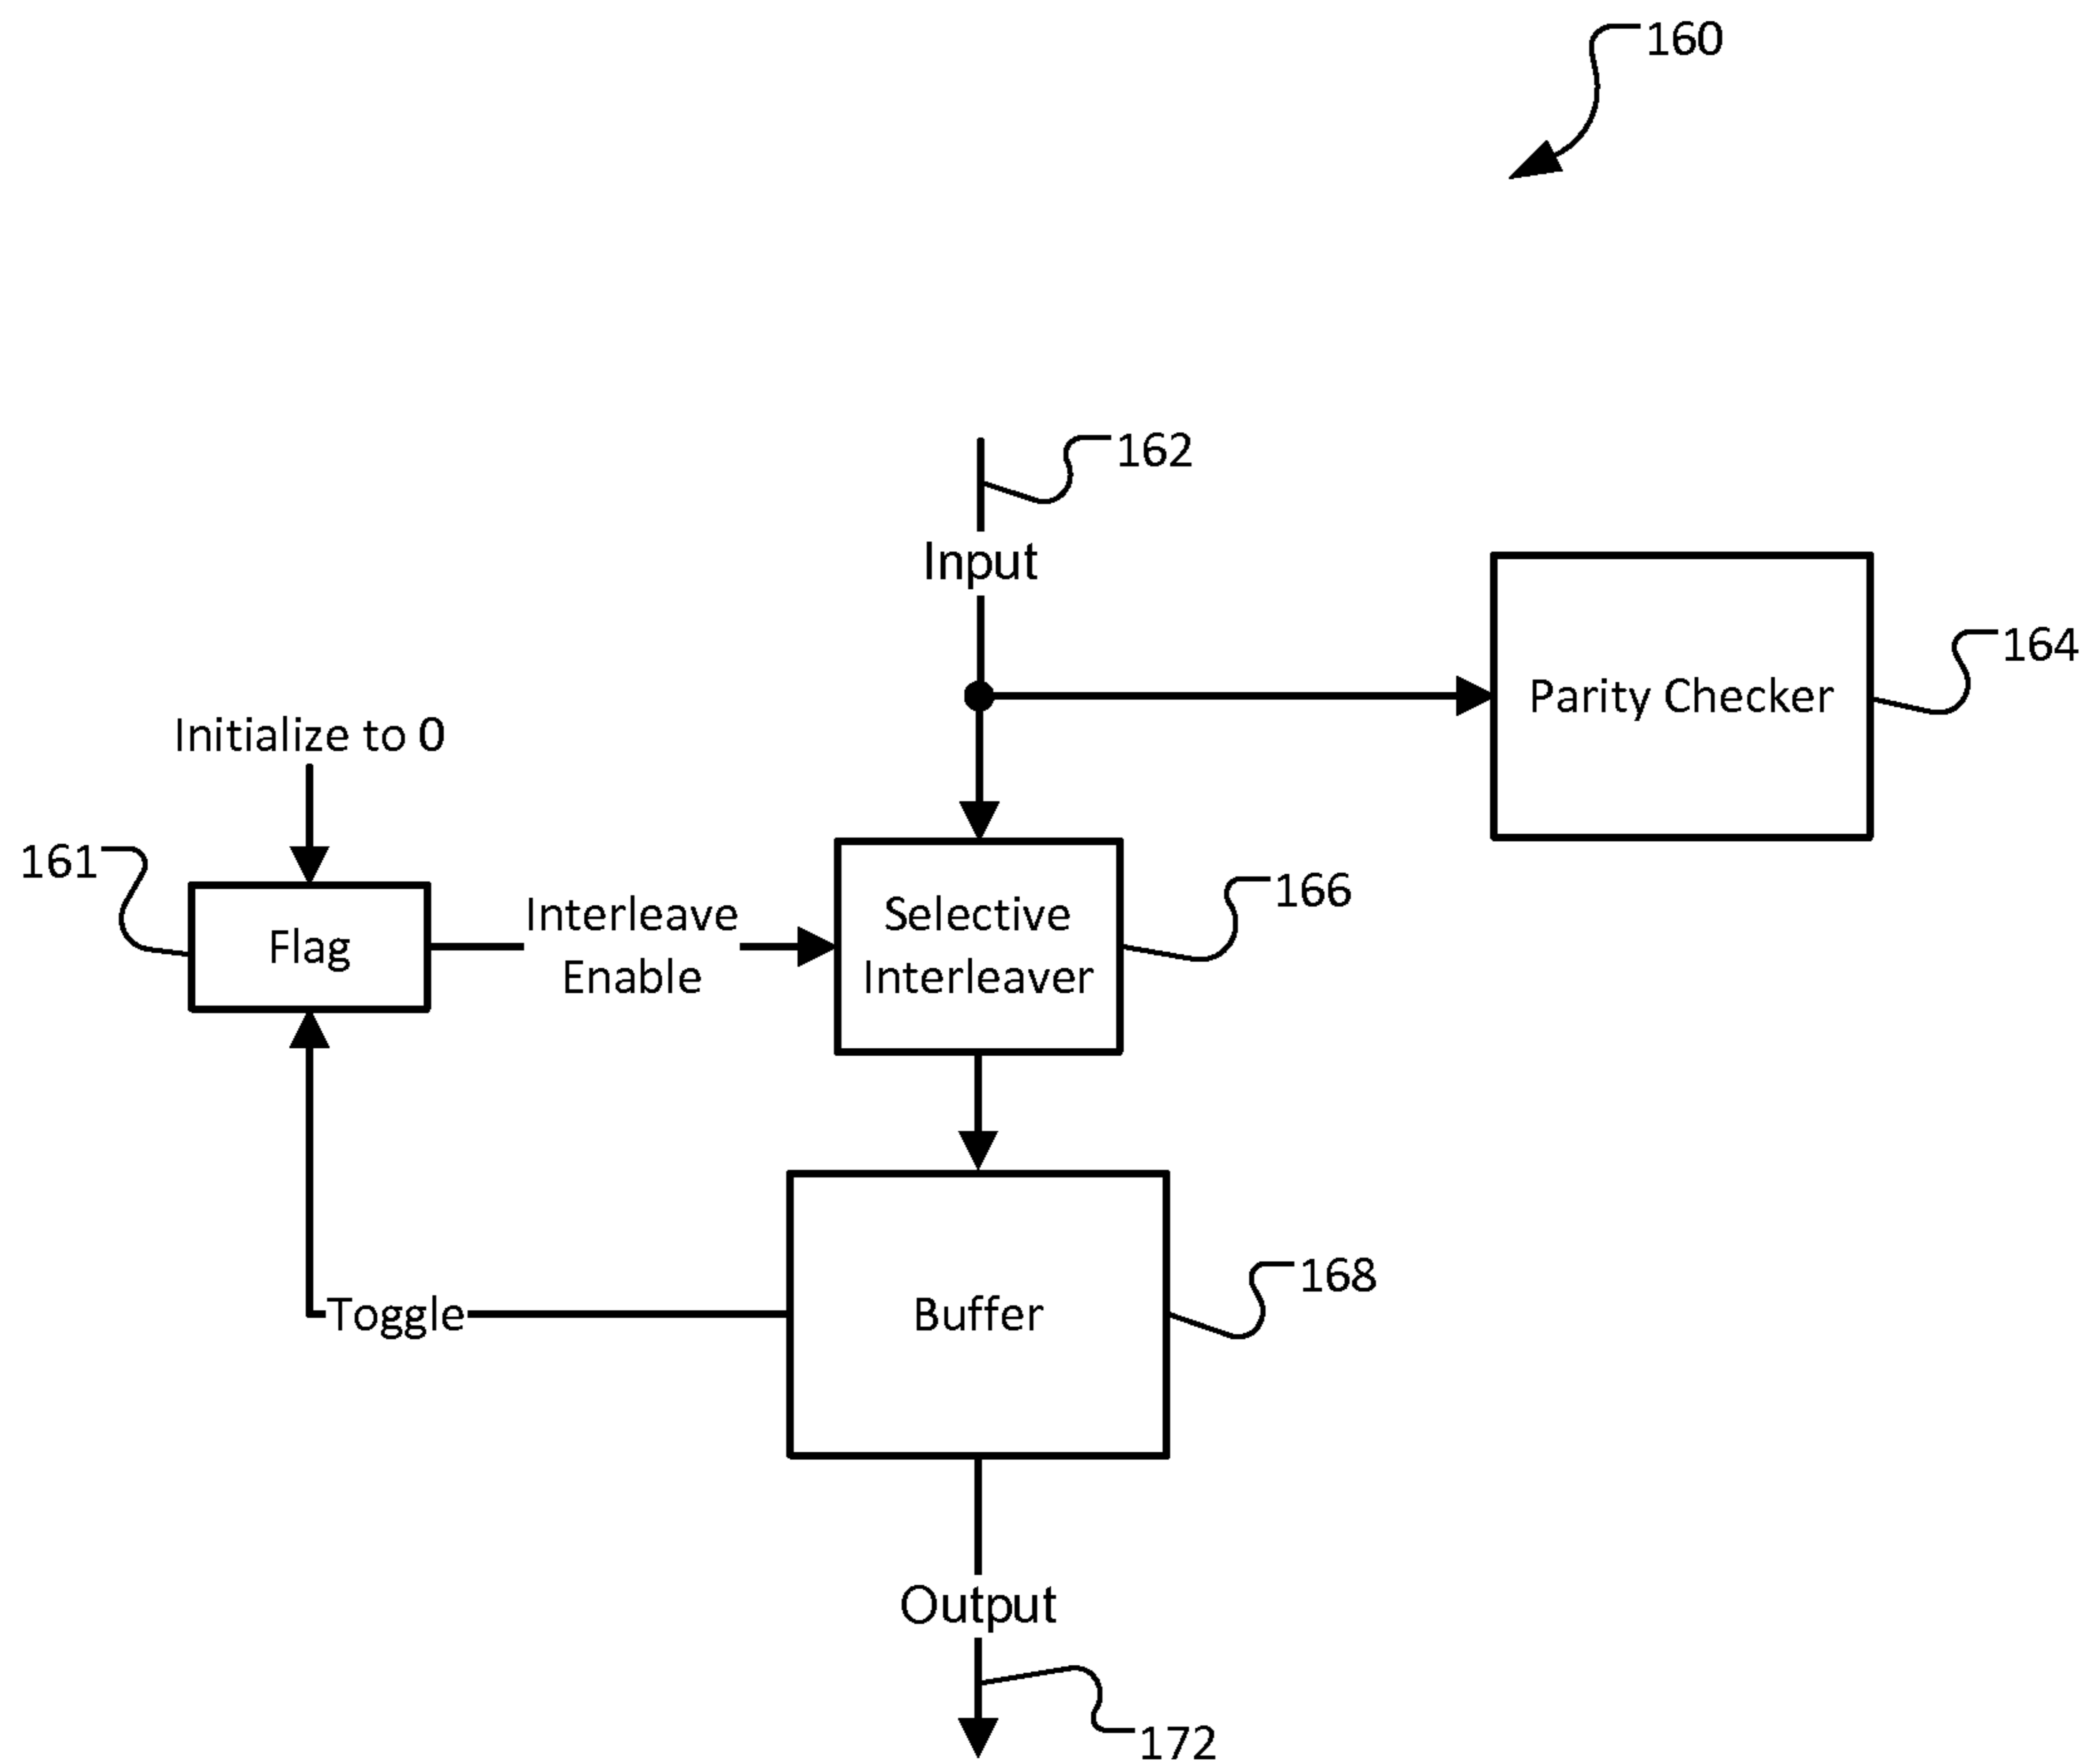 160
162
Input
164
Parity Checker
Initialize to 0
161
Flag
Interleave
Enable
Selective
Interleaver
166
168
Toggle
Buffer
Output
172